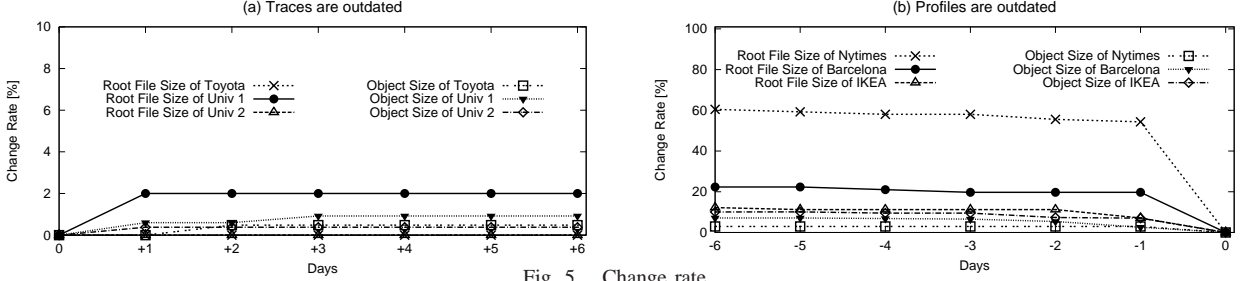 (a) Traces are outdated
Change Rate [%]
10
8
6
4
2
0
Root File Size of Toyota
Root File Size of Univ 1
Root File Size of Univ 2
Object Size of Toyota
Object Size of Univ 1
Object Size of Univ 2
0 +1 +2 +3 +4 +5 +6
Days
(b) Profiles are outdated
Change Rate [%]
100
80
60
40
20
0
Root File Size of Nytimes
Root File Size of Barcelona
Root File Size of IKEA
Object Size of Nytimes
Object Size of Barcelona
Object Size of IKEA
-6 -5 -4 -3 -2 -1 0
Days
Fig. 5. Change rate